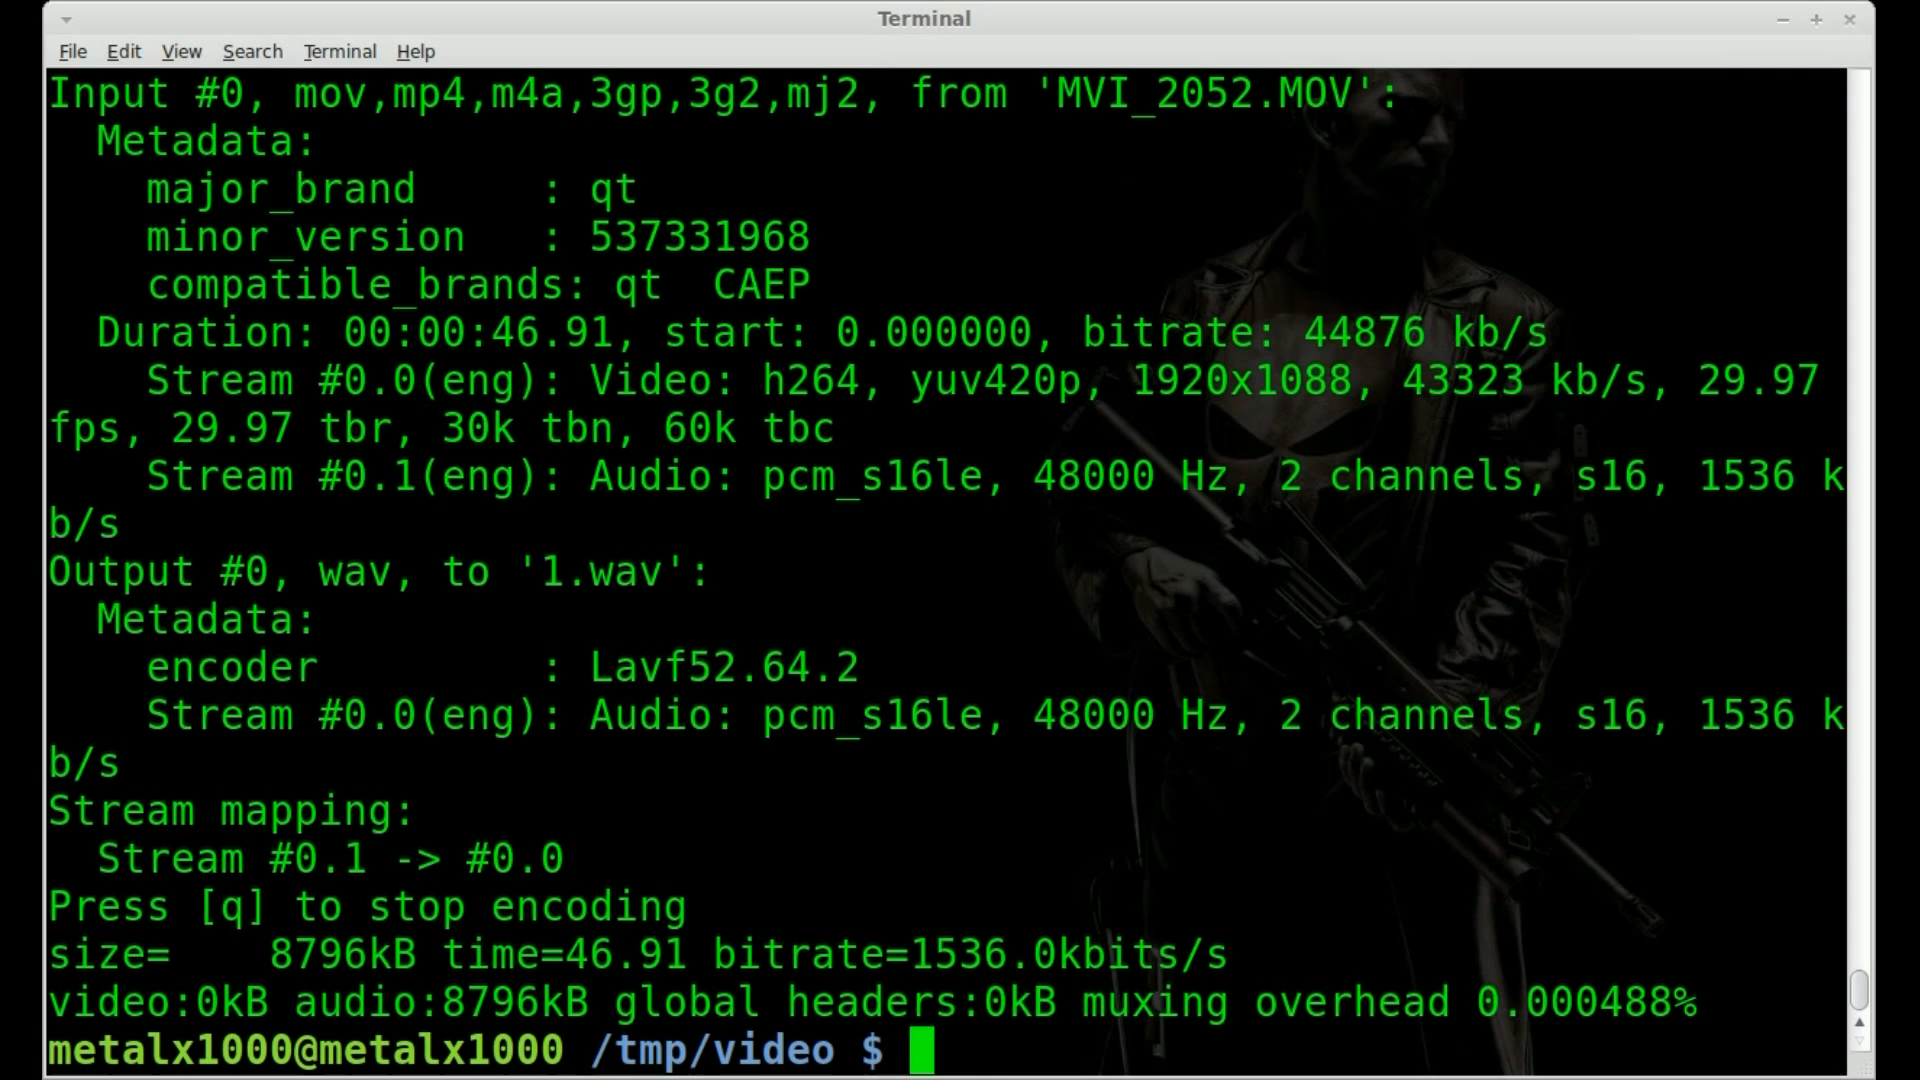 Terminal
File Edit View Search Terminal Help
Input #0, mov,mp4,m4a,3gp,3g2,mj2, from 'MVI_2052.MOV':
  Metadata:
    major_brand     : qt
    minor_version   : 537331968
    compatible_brands: qt  CAEP
  Duration: 00:00:46.91, start: 0.000000, bitrate: 44876 kb/s
    Stream #0.0(eng): Video: h264, yuv420p, 1920x1088, 43323 kb/s, 29.97
fps, 29.97 tbr, 30k tbn, 60k tbc
    Stream #0.1(eng): Audio: pcm_s16le, 48000 Hz, 2 channels, s16, 1536 k
b/s
Output #0, wav, to '1.wav':
  Metadata:
    encoder         : Lavf52.64.2
    Stream #0.0(eng): Audio: pcm_s16le, 48000 Hz, 2 channels, s16, 1536 k
b/s
Stream mapping:
  Stream #0.1 -> #0.0
Press [q] to stop encoding
size=    8796kB time=46.91 bitrate=1536.0kbits/s
video:0kB audio:8796kB global headers:0kB muxing overhead 0.000488%
metalx1000@metalx1000 /tmp/video $